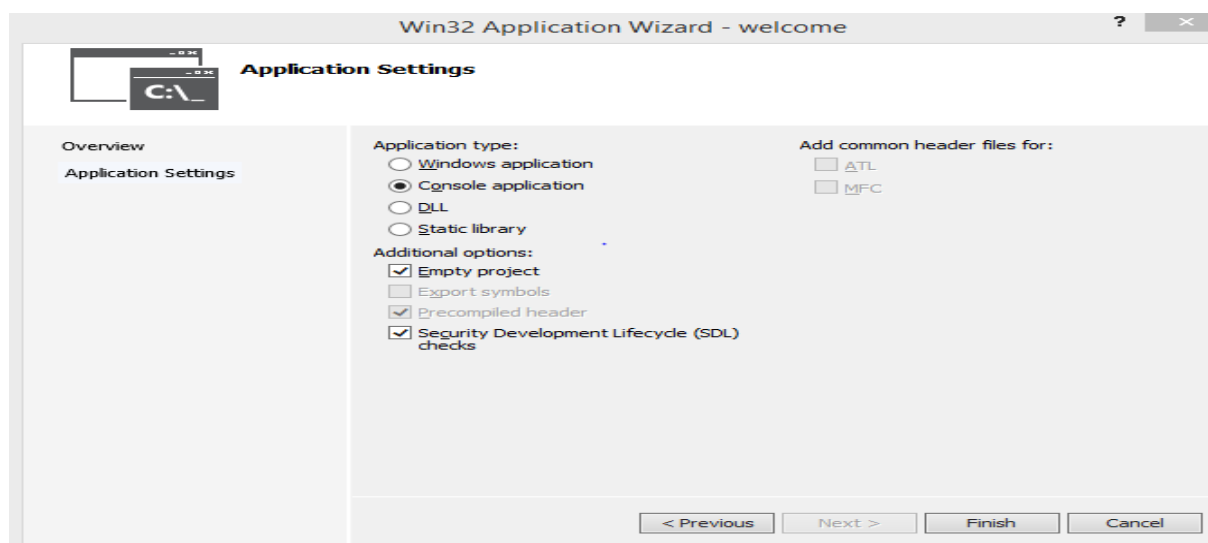 Win32 Application Wizard - welcome
?
C:\_
Application Settings
Overview
Application Settings
Application type:
Windows application
Console application
DLL
Static library
Additional options:
Empty project
Export symbols
Precompiled header
Security Development Lifecycle (SDL)
checks
Add common header files for:
ATL
MFC
< Previous
Next >
Finish
Cancel